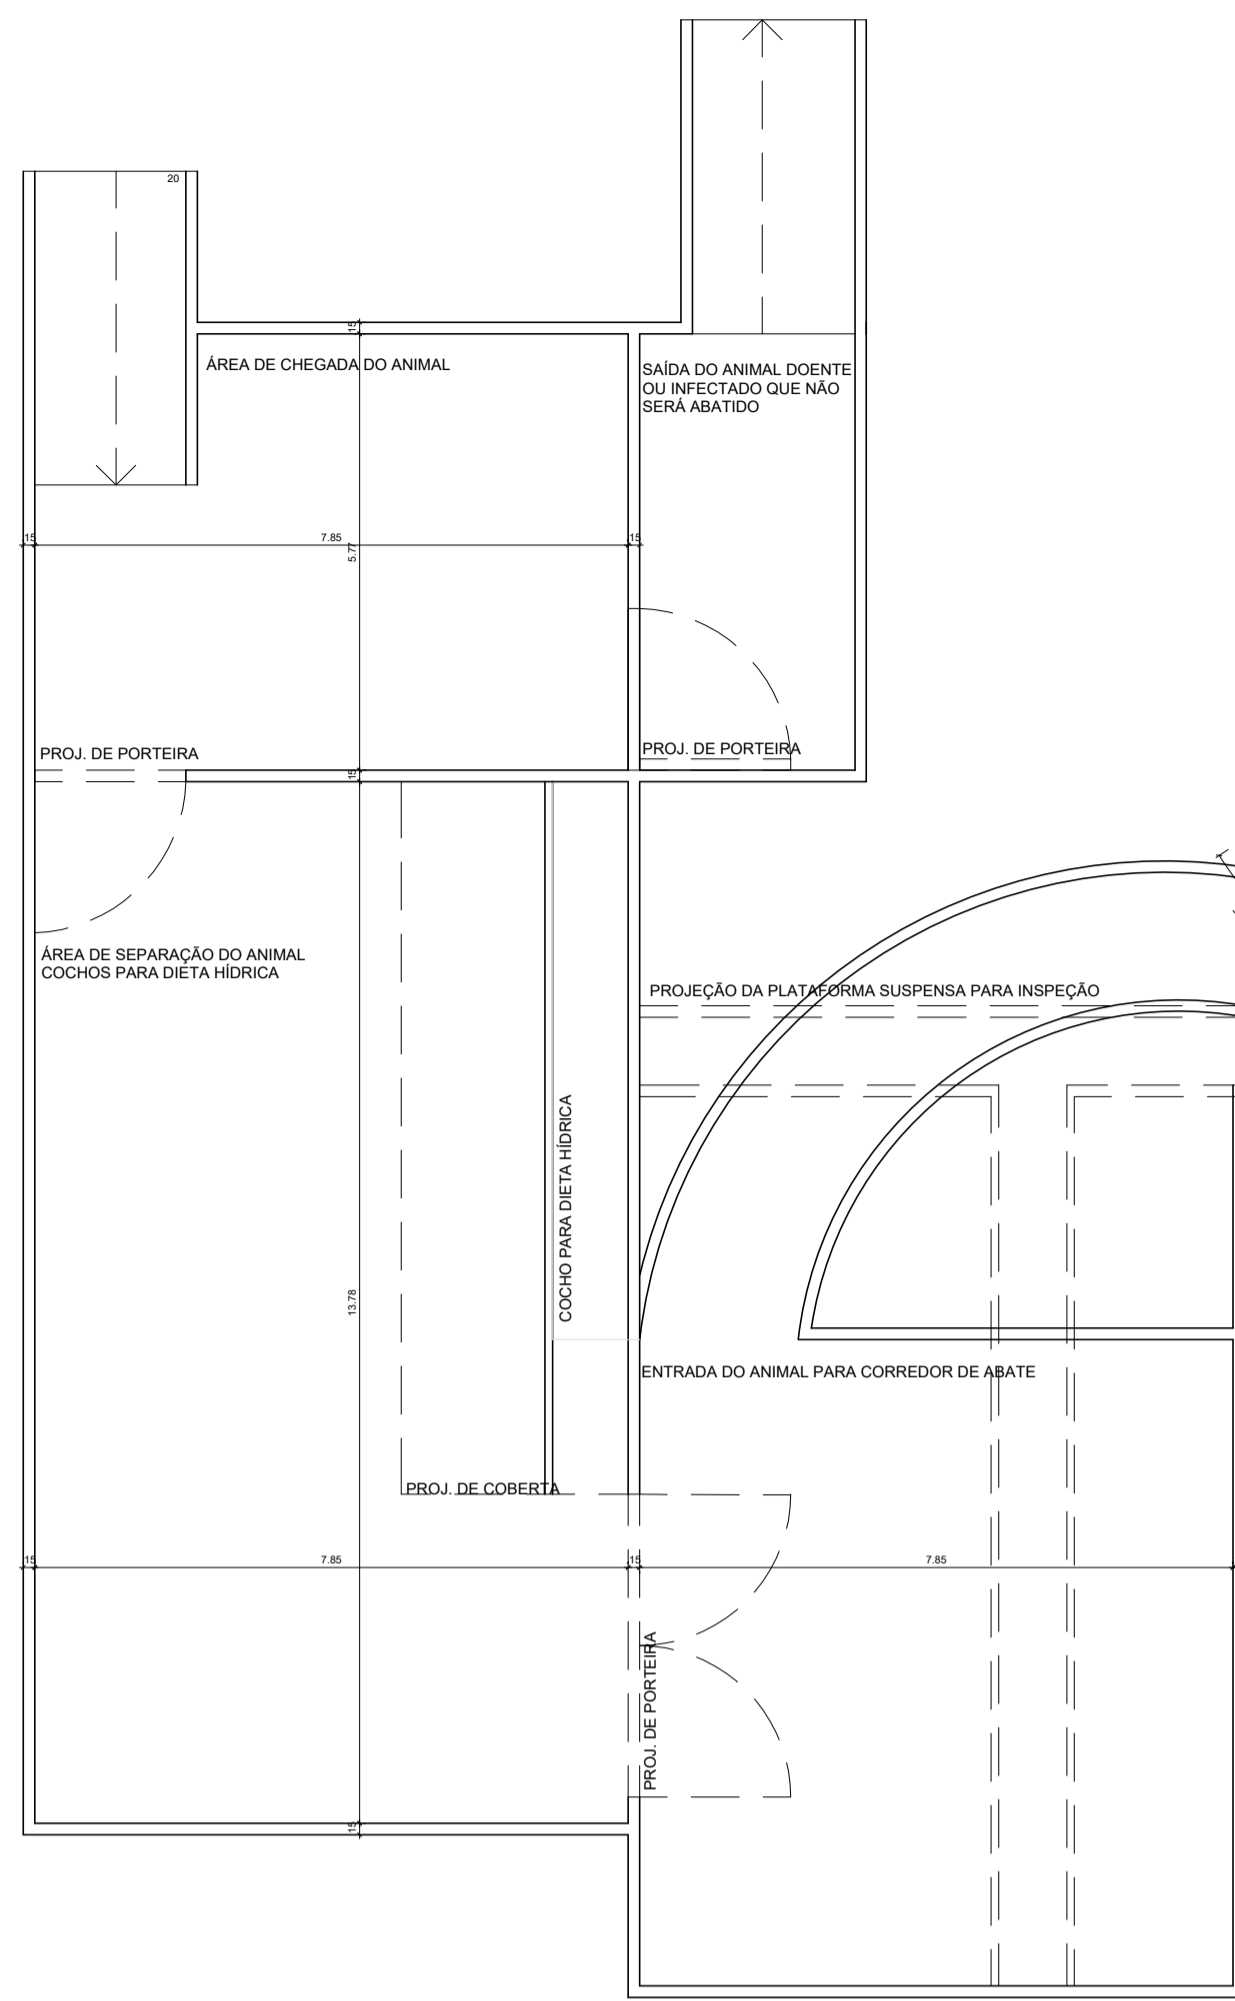 20
15
ÁREA DE CHEGADA DO ANIMAL
SAÍDA DO ANIMAL DOENTE
OU INFECTADO QUE NÃO
SERÁ ABATIDO
15
7.85
15
5.77
PROJ. DE PORTEIRA
PROJ. DE PORTEIRA
15
ÁREA DE SEPARAÇÃO DO ANIMAL
COCHOS PARA DIETA HÍDRICA
PROJEÇÃO DA PLATAFORMA SUSPENSA PARA INSPEÇÃO
COCHO PARA DIETA HÍDRICA
13.78
ENTRADA DO ANIMAL PARA CORREDOR DE ABATE
PROJ. DE COBERTA
15
7.85
15
7.85
PROJ. DE PORTEIRA
15